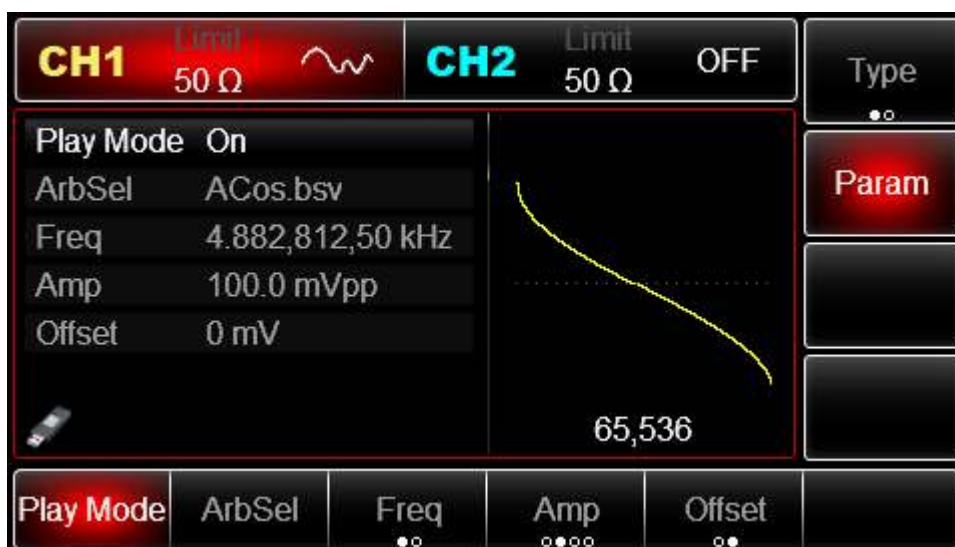 CH1 Limit 50 Ω
CH2 Limit 50 Ω OFF
Type
Play Mode On
ArbSel ACos.bsv
Freq 4.882,812,50 kHz
Amp 100.0 mVpp
Offset 0 mV
65,536
Param
Play Mode ArbSel Freq Amp Offset